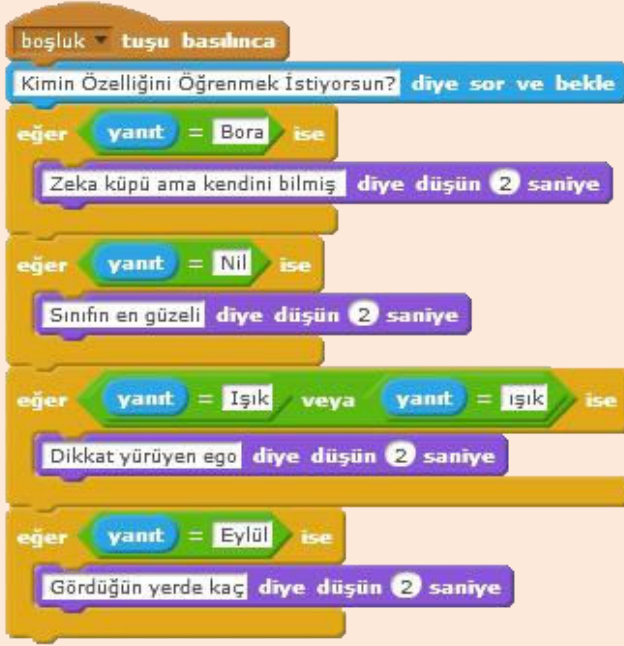 boşluk tuşu basılınca
Kimin Özelliğini Öğrenmek İstiyorsun? diye sor ve bekle
eğer yanıt = Bora ise
Zeka küpü ama kendini bilmiş diye düşün 2 saniye
eğer yanıt = Nil ise
Sınıfın en güzeli diye düşün 2 saniye
eğer yanıt = Işık veya yanıt = ışık ise
Dikkat yürüyen ego diye düşün 2 saniye
eğer yanıt = Eylül ise
Gördüğün yerde kaç diye düşün 2 saniye